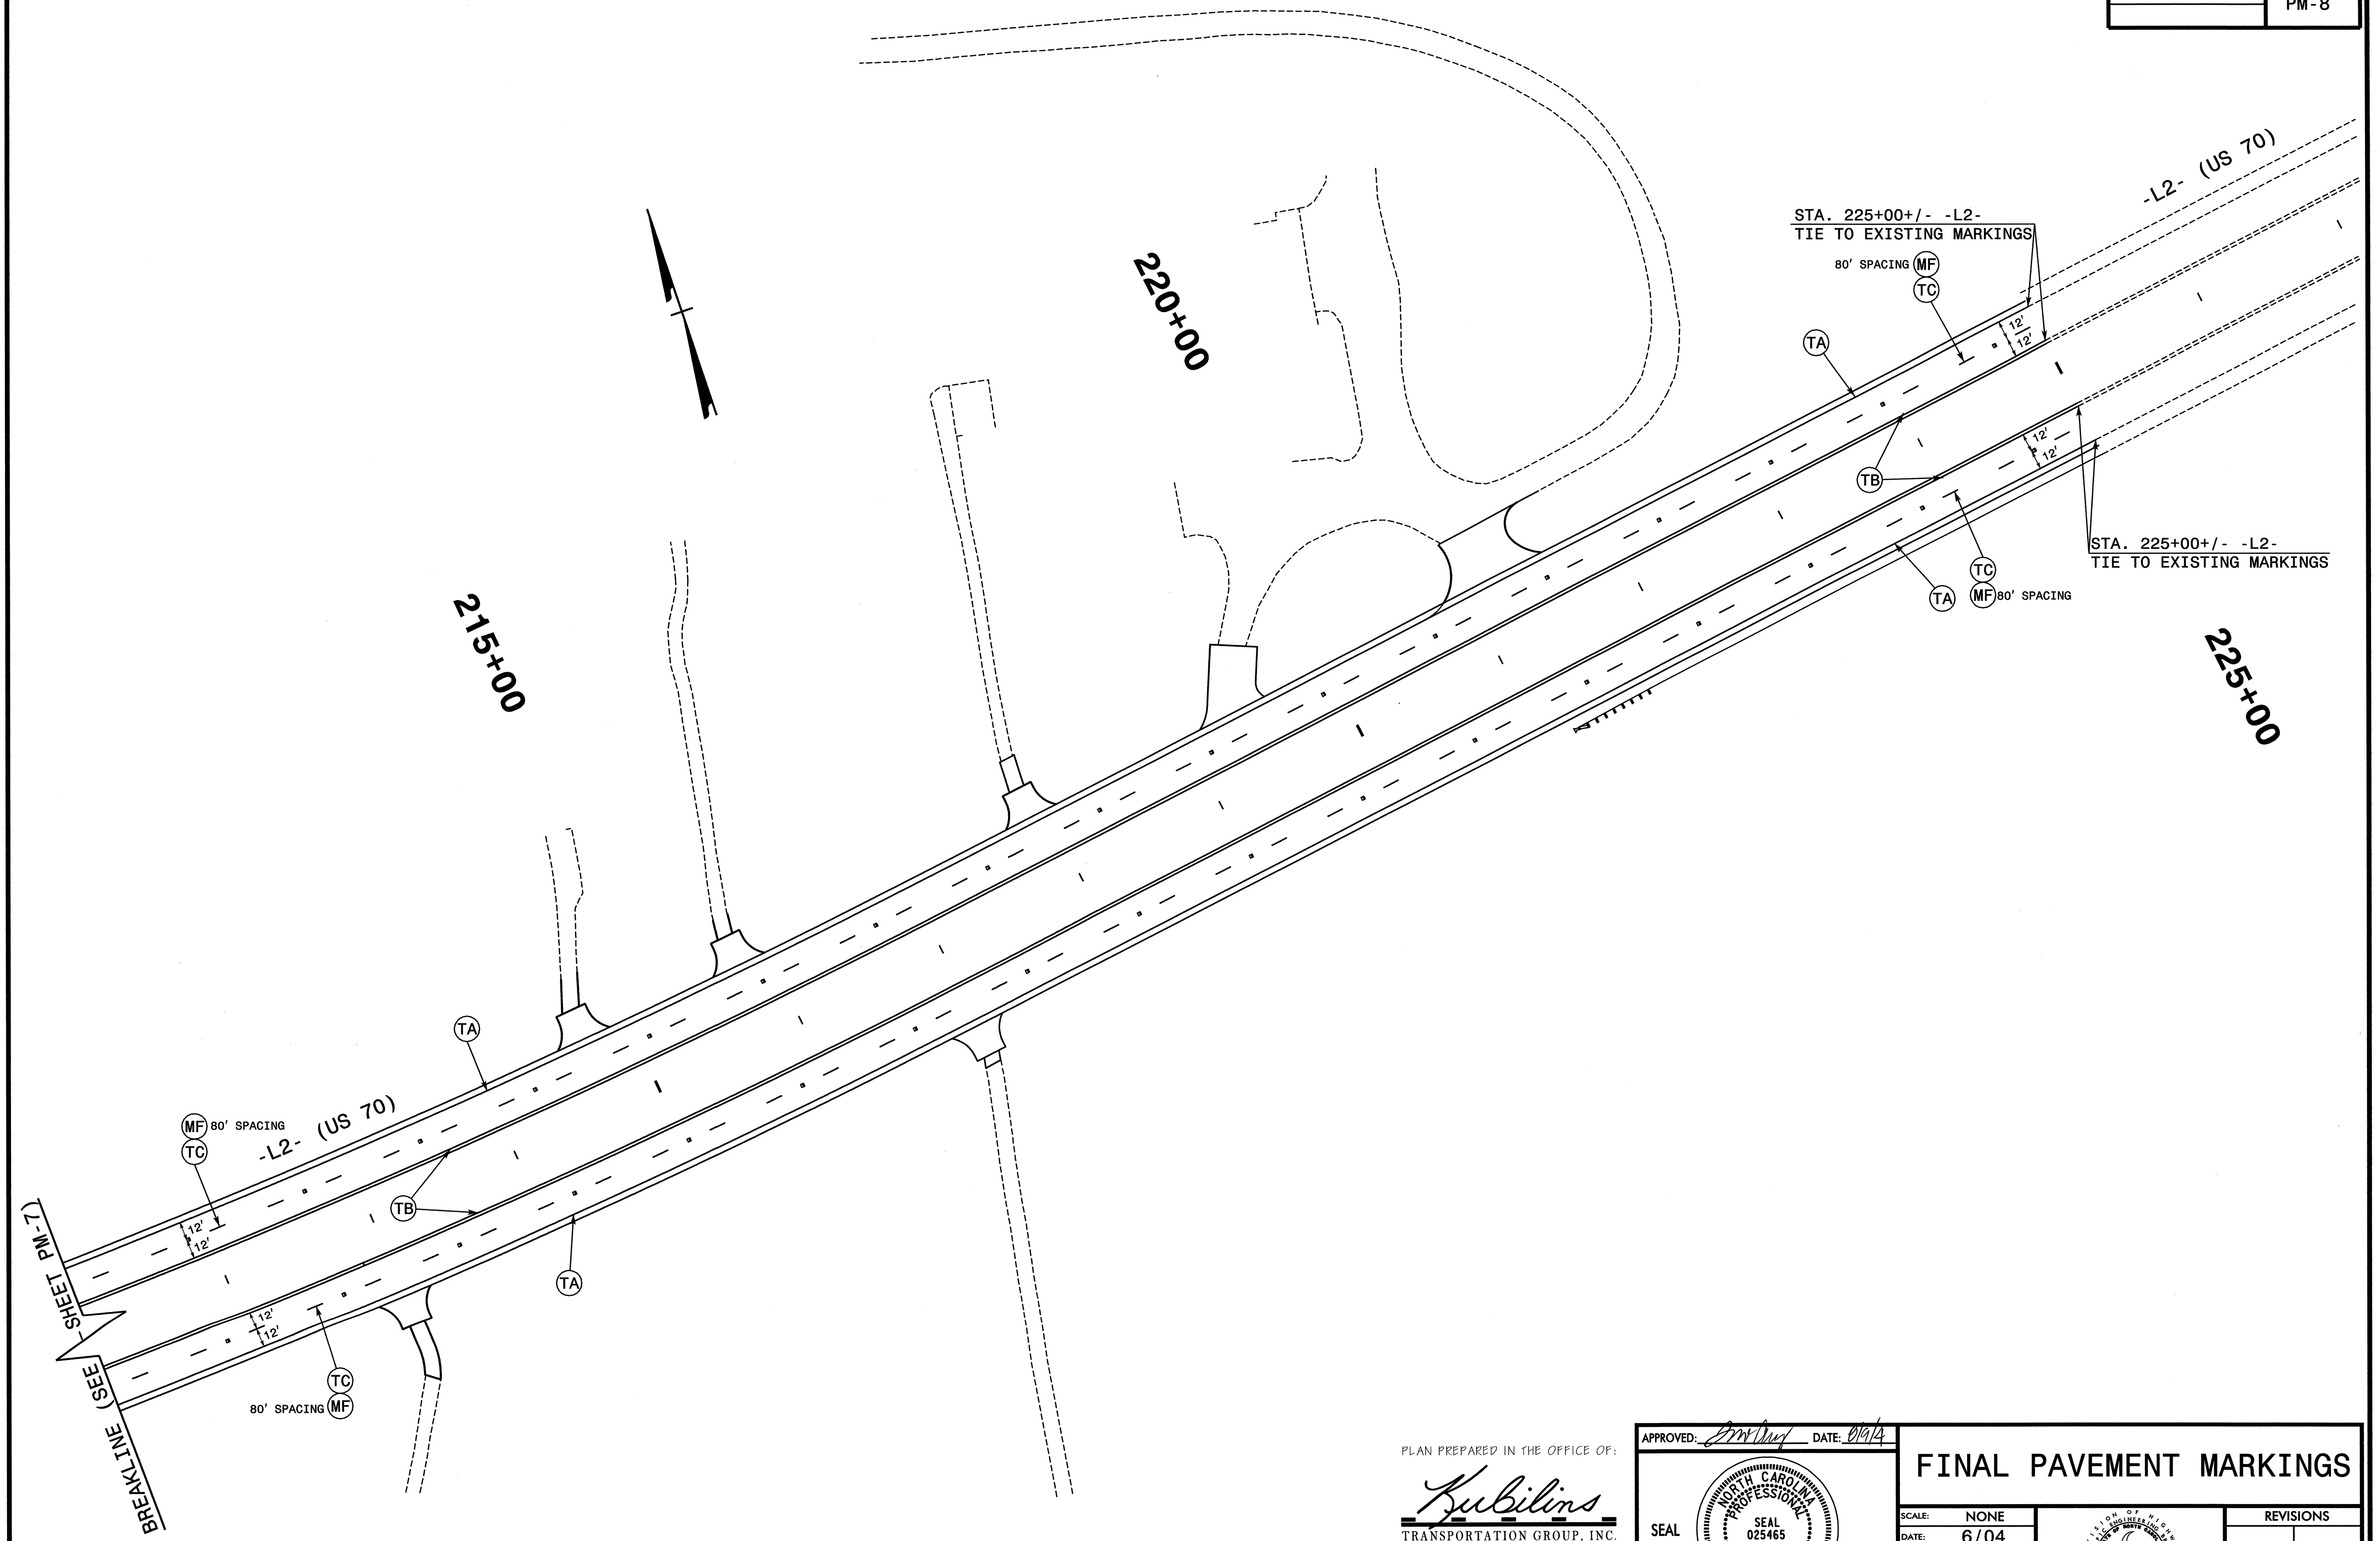 PM-8
-L2- (US 70)
STA. 225+00+/- -L2-
TIE TO EXISTING MARKINGS
80' SPACING MF
TC
12'
12'
TA
220+00
TB
12'
12'
STA. 225+00+/- -L2-
TIE TO EXISTING MARKINGS
TC
MF 80' SPACING
TA
215+00
225+00
TA
MF 80' SPACING
TC
-L2- (US 70)
TB
12'
12'
TA
12'
12'
TC
80' SPACING MF
BREAKLINE (SEE SHEET PM-7)
PLAN PREPARED IN THE OFFICE OF:
Kubilins
TRANSPORTATION GROUP, INC.
APPROVED: DATE:
SEAL
NORTH CAROLINA
PROFESSIONAL
SEAL
025465
FINAL PAVEMENT MARKINGS
SCALE: NONE
DATE: 6/04
REVISIONS